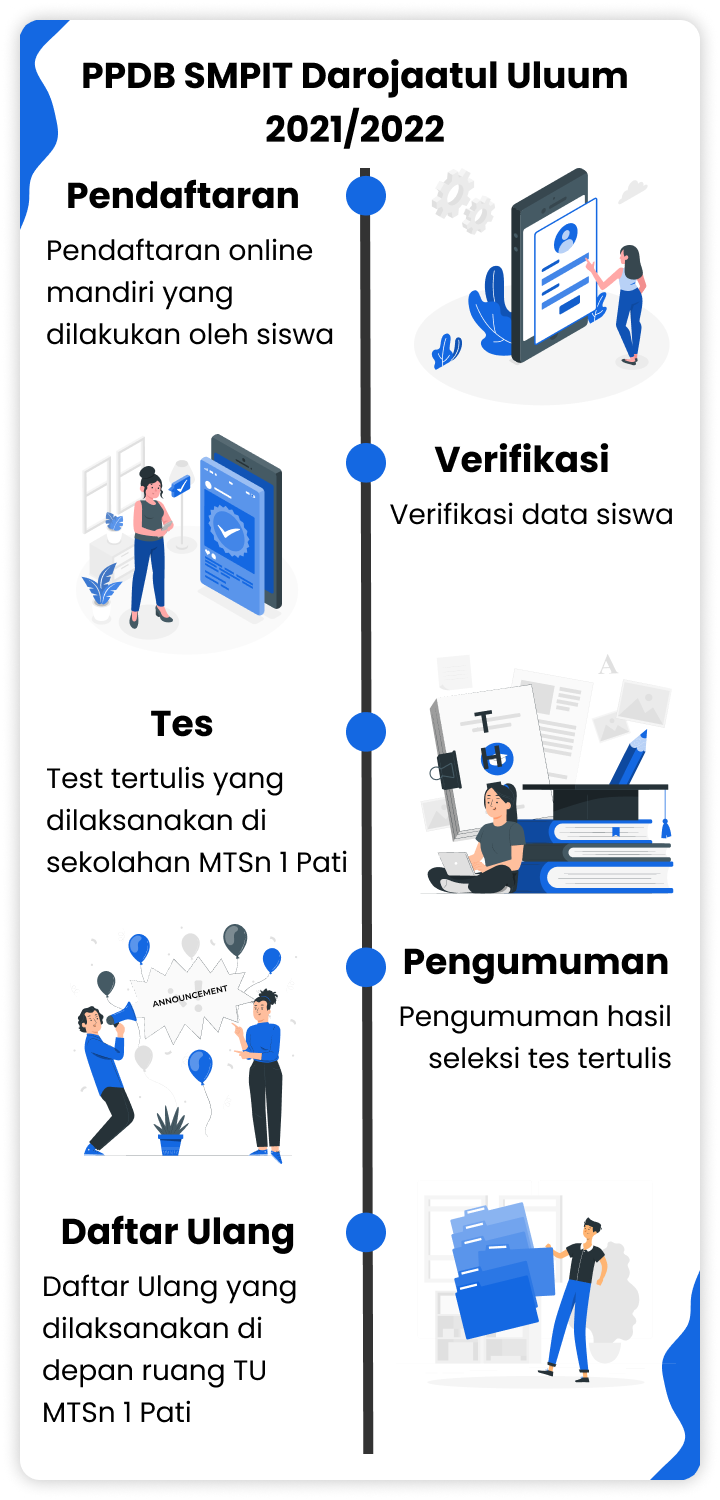 PPDB SMPIT Darojaatul Uluum
2021/2022
Pendaftaran
Pendaftaran online
mandiri yang
dilakukan oleh siswa
Verifikasi
Verifikasi data siswa
A
T
H
Tes
Test tertulis yang
dilaksanakan di
sekolahan MTSn 1 Pati
ANNOUNCEMENT
Pengumuman
Pengumuman hasil
seleksi tes tertulis
Daftar Ulang
Daftar Ulang yang
dilaksanakan di
depan ruang TU
MTSn 1 Pati